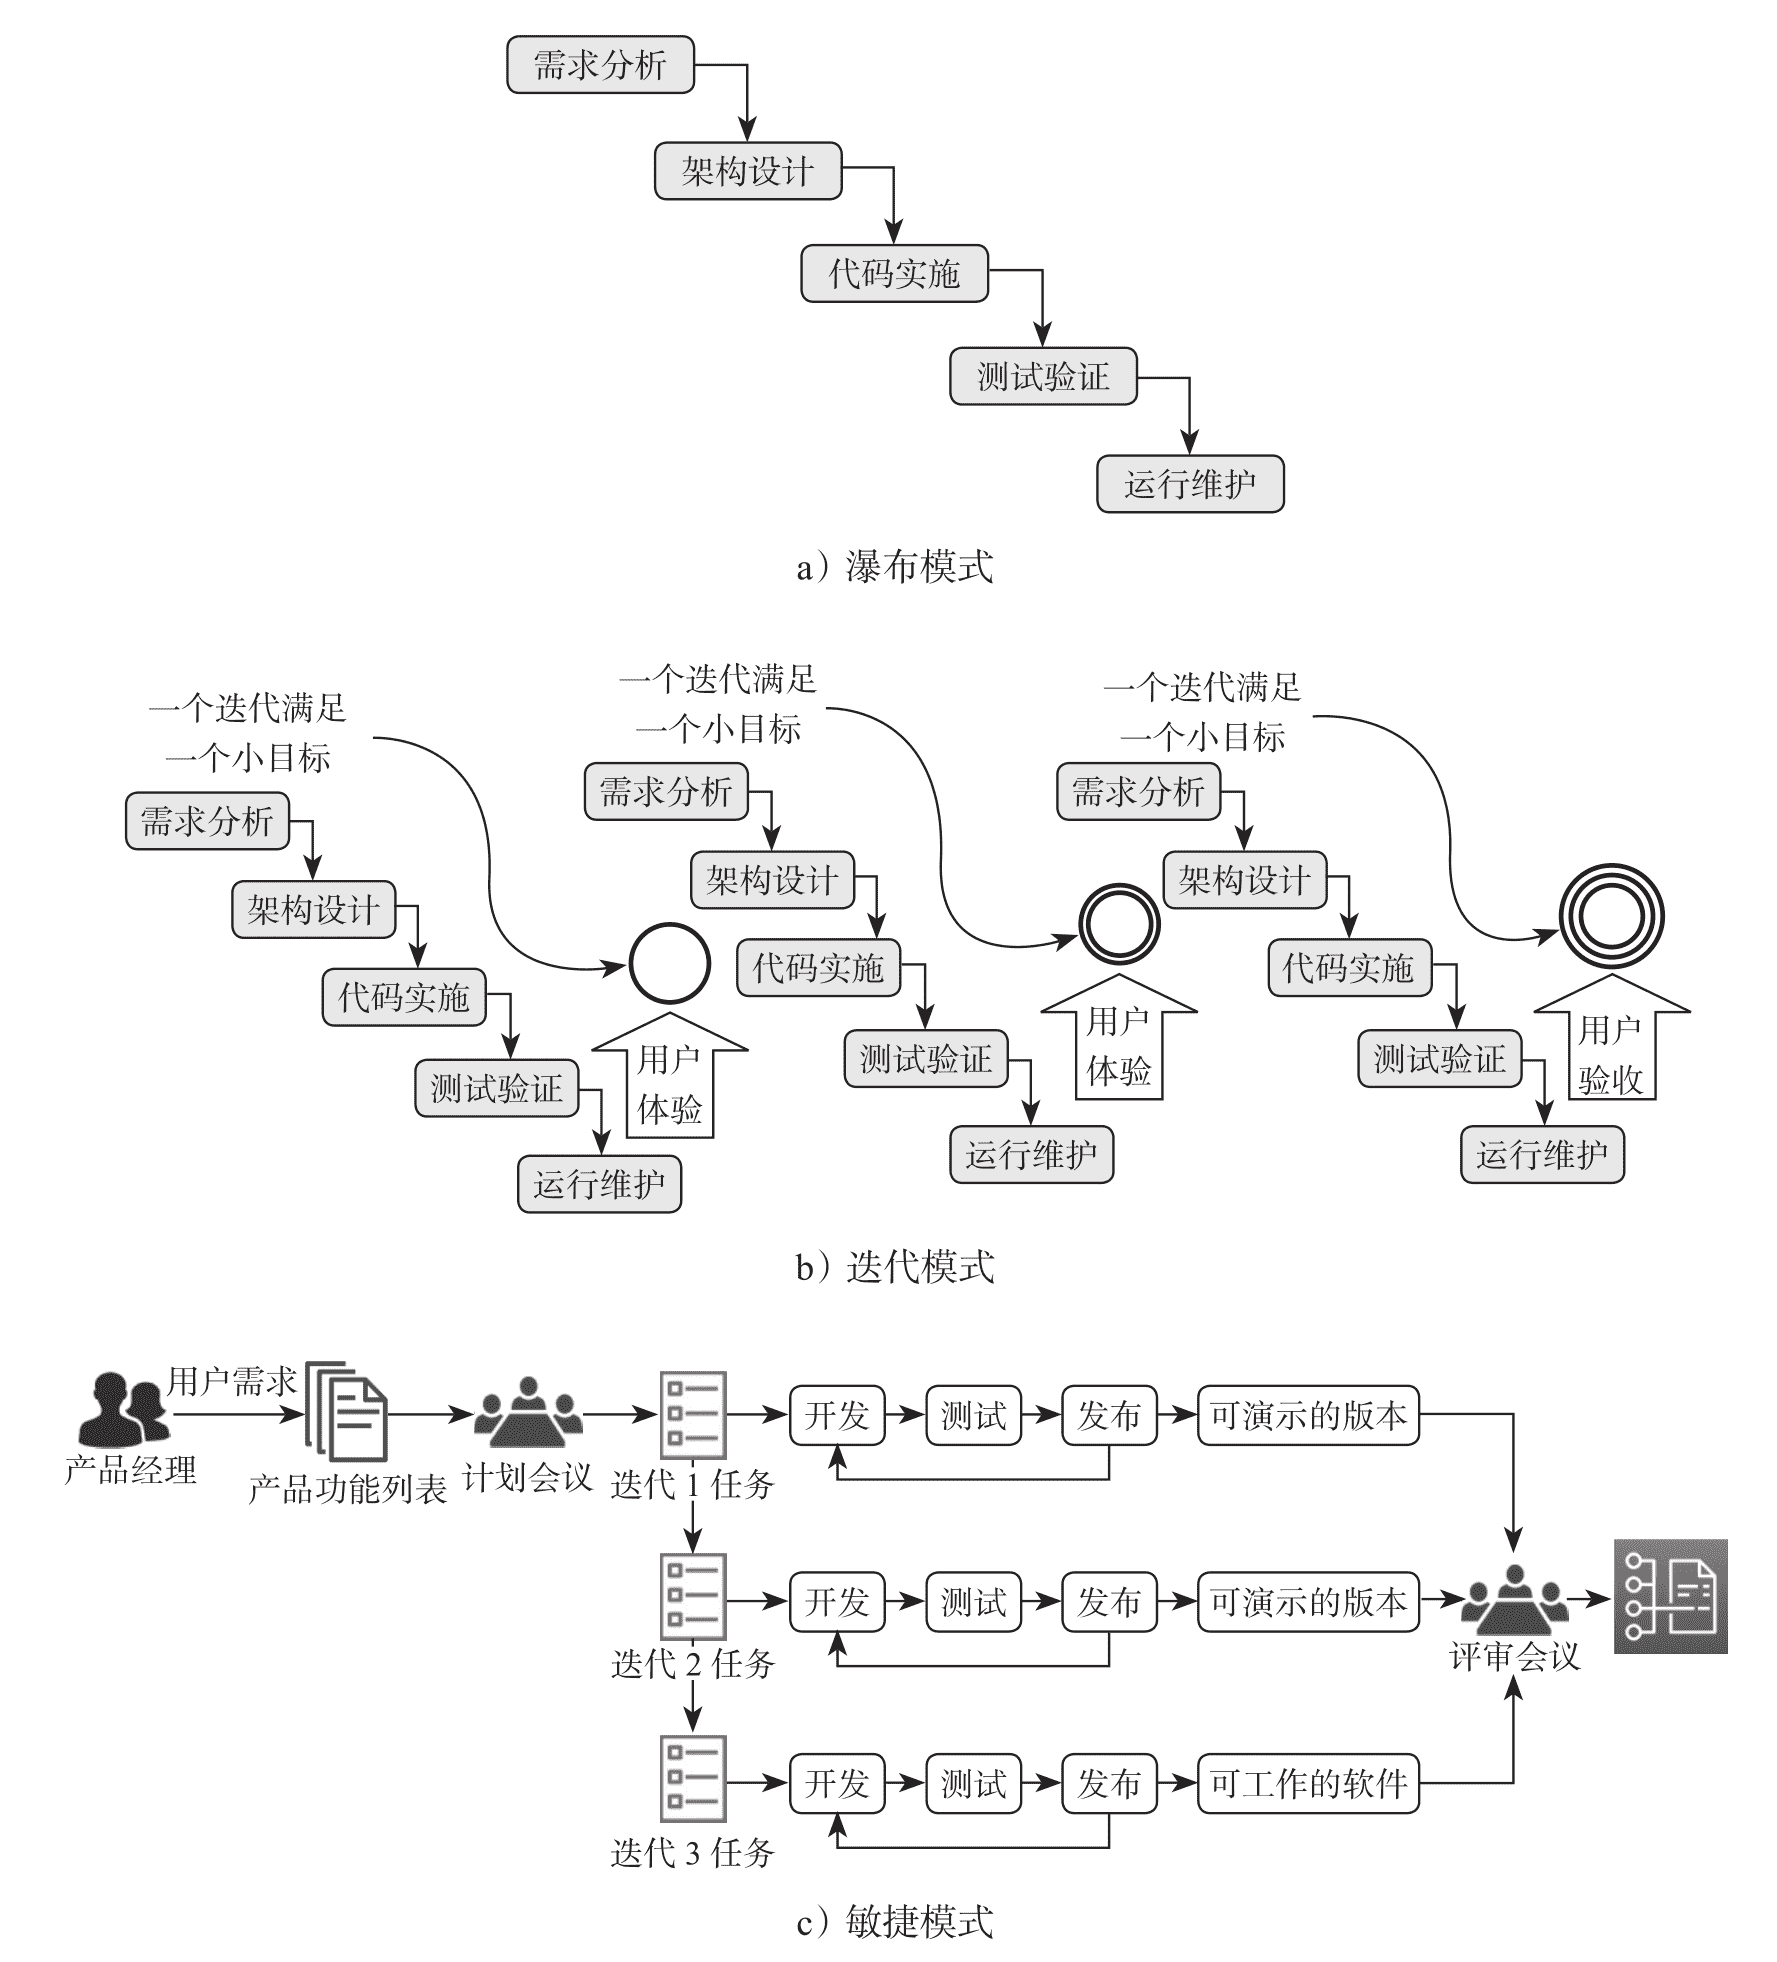 需求分析
架构设计
代码实施
测试验证
运行维护
a）瀑布模式
一个迭代满足
一个小目标
需求分析
架构设计
代码实施
测试验证
运行维护
用户
体验
一个迭代满足
一个小目标
需求分析
架构设计
代码实施
测试验证
运行维护
用户
体验
一个迭代满足
一个小目标
需求分析
架构设计
代码实施
测试验证
运行维护
用户
验收
b）迭代模式
产品经理
用户需求
产品功能列表
计划会议
迭代 1 任务
开发
测试
发布
可演示的版本
迭代 2 任务
开发
测试
发布
可演示的版本
评审会议
迭代 3 任务
开发
测试
发布
可工作的软件
c）敏捷模式